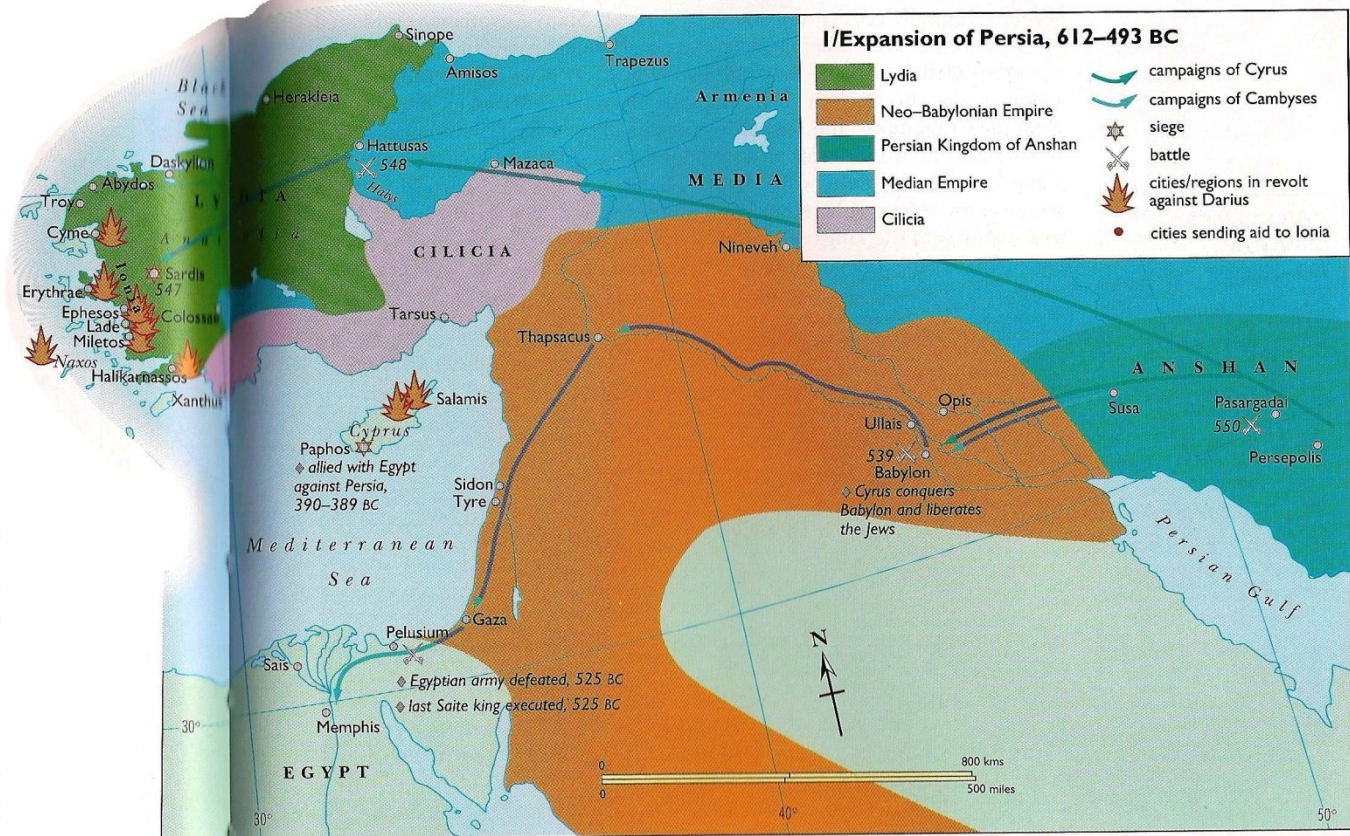 1/Expansion of Persia, 612–493 BC
Lydia
Neo–Babylonian Empire
Persian Kingdom of Anshan
Median Empire
Cilicia
campaigns of Cyrus
campaigns of Cambyses
siege
battle
cities/regions in revolt
against Darius
cities sending aid to Ionia
Sinope
Amisos
Trapezus
Black
Sea
Herakleia
Armenia
Hattusas
548
Halys
Mazaca
MEDIA
Daskylion
Abydos
Troy
LYDIA
Anatolia
Cyme
CILICIA
Nineveh
Sardis
547
Ionia
Erythrae
Ephesos
Colossae
Lade
Miletos
Tarsus
Thapsacus
Naxos
Halikarnassos
Xanthus
ANSHAN
Salamis
Cyprus
Paphos
allied with Egypt
against Persia,
390–389 BC
Opis
Susa
Pasargadai
550
Persepolis
Ullais
539
Babylon
Cyrus conquers
Babylon and liberates
the Jews
Sidon
Tyre
Mediterranean
Sea
Persian Gulf
Gaza
Pelusium
Sais
Egyptian army defeated, 525 BC
last Saite king executed, 525 BC
Memphis
N
30°
EGYPT
0
800 kms
0
500 miles
30°
40°
50°